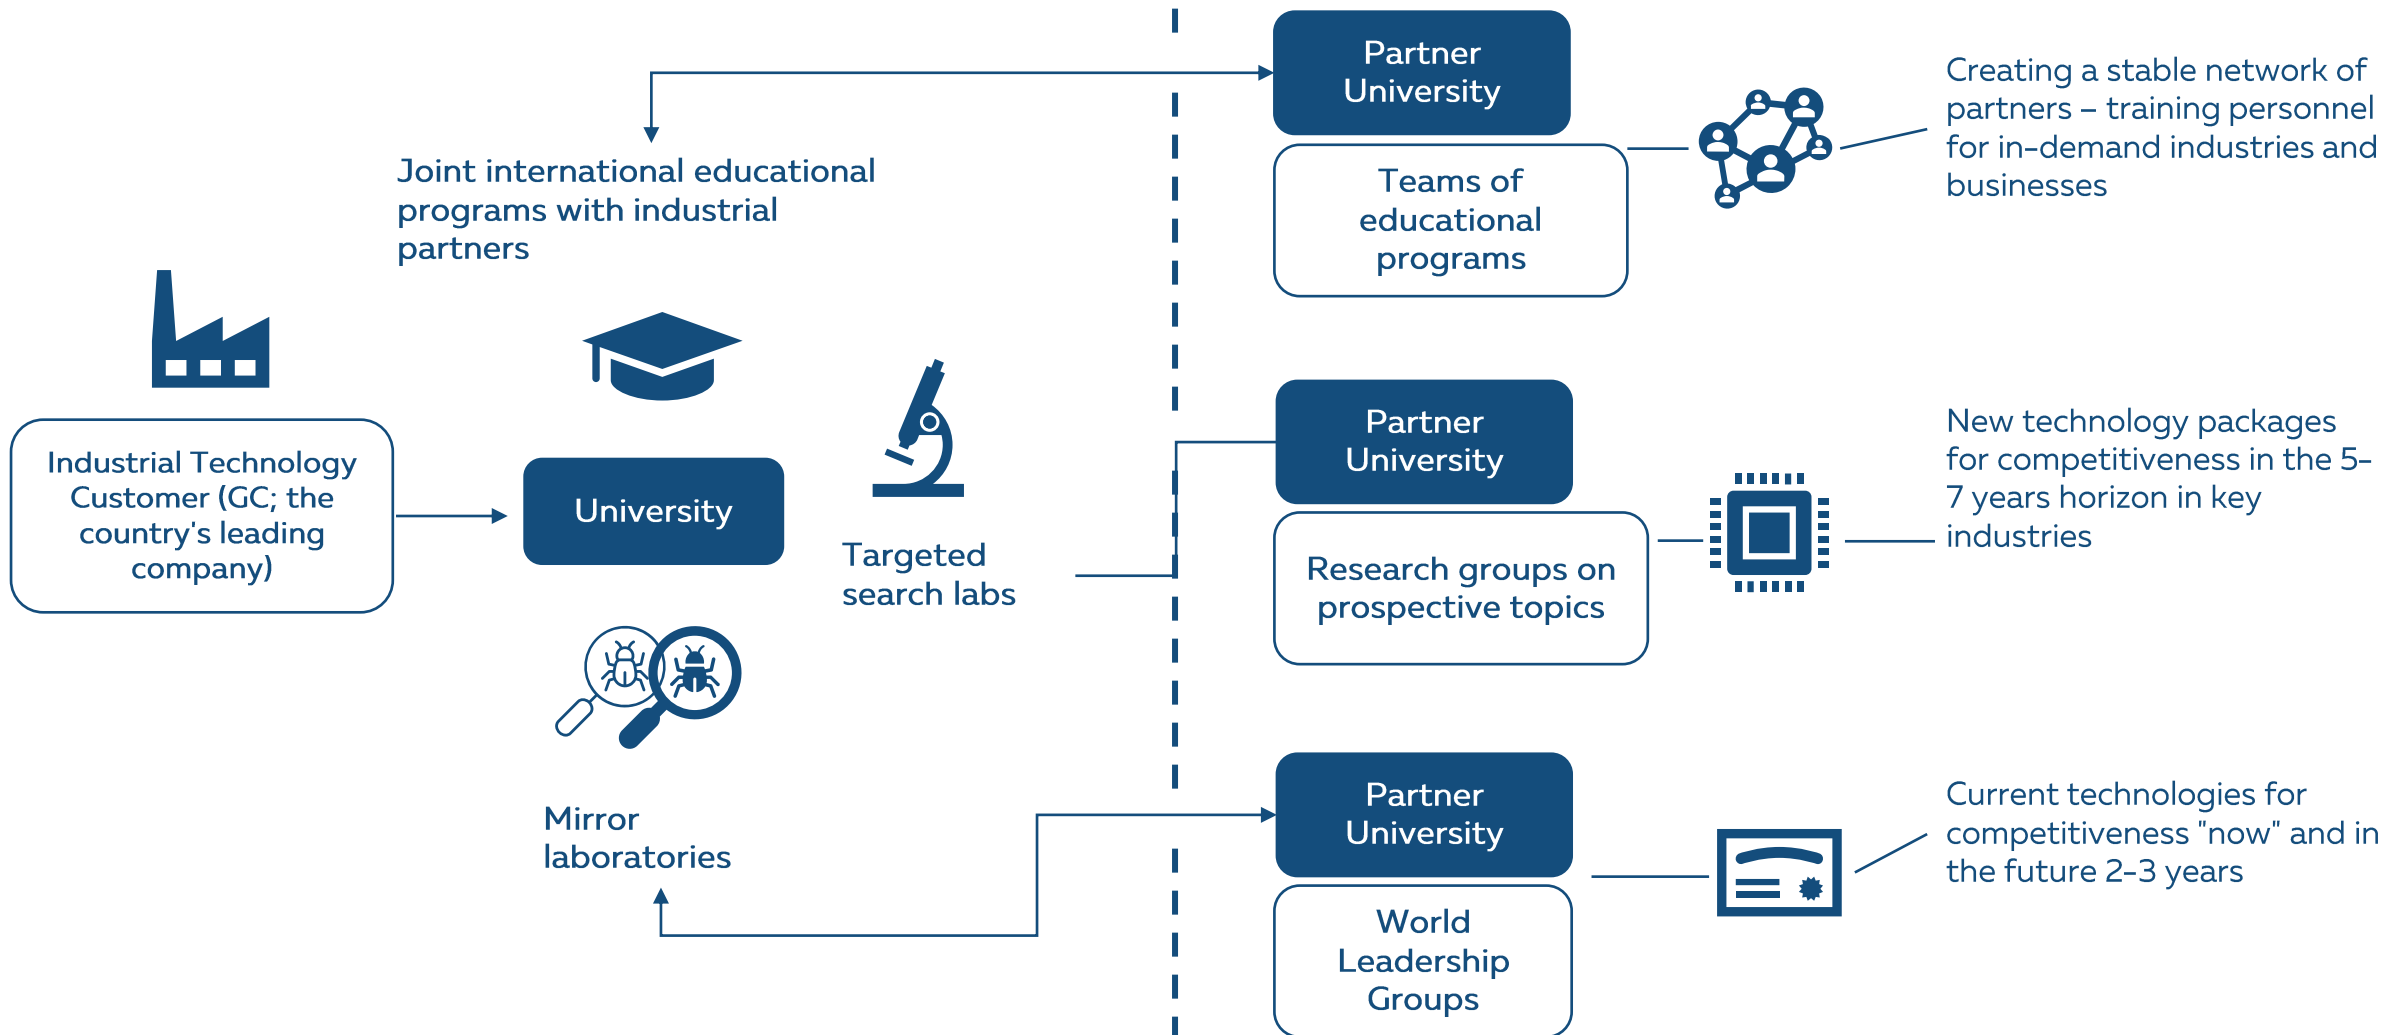 Partner
University
Creating a stable network of
partners – training personnel
for in-demand industries and
businesses
Teams of
educational
programs
Joint international educational
programs with industrial
partners
Industrial Technology
Customer (GC; the
country's leading
company)
University
Targeted
search labs
Partner
University
Research groups on
prospective topics
New technology packages
for competitiveness in the 5-
7 years horizon in key
industries
Mirror
laboratories
Partner
University
World
Leadership
Groups
Current technologies for
competitiveness "now" and in
the future 2-3 years